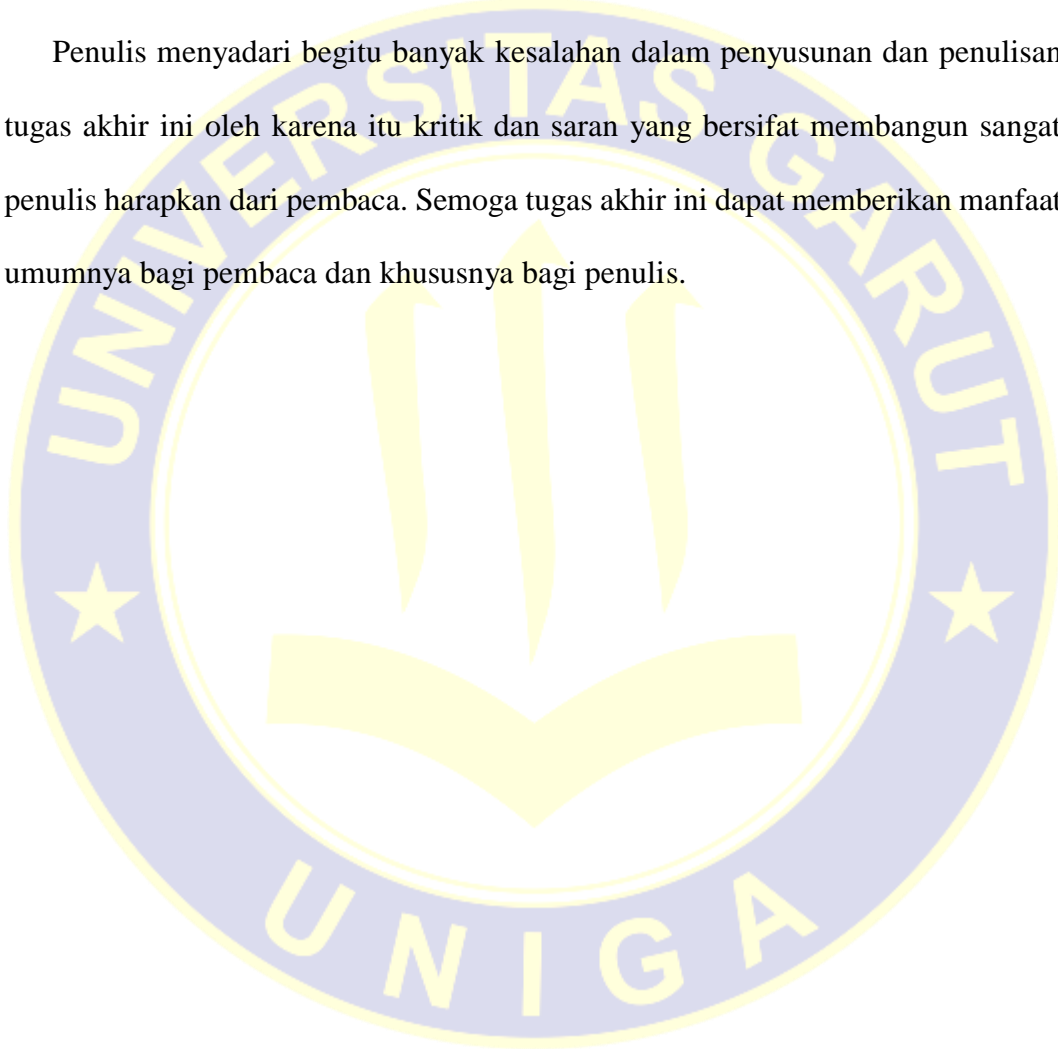 Penulis menyadari begitu banyak kesalahan dalam penyusunan dan penulisan
tugas akhir ini oleh karena itu kritik dan saran yang bersifat membangun sangat
penulis harapkan dari pembaca. Semoga tugas akhir ini dapat memberikan manfaat
umumnya bagi pembaca dan khususnya bagi penulis.
UNIVERSITAS GARUT
UNIGA